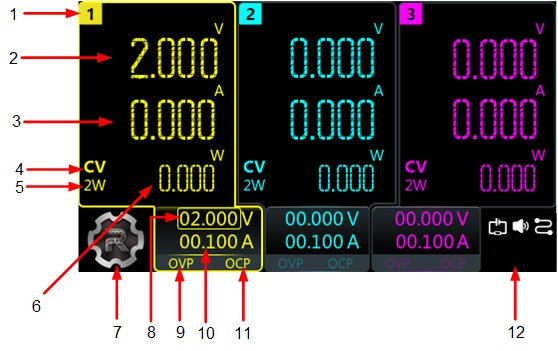 1 1 V 2 V 3 V
2 2.000 0.000 0.000
A A A
3 0.000 0.000 0.000
W W W
4 CV CV CV
5 2W 0.000 2W 0.000 2W 0.000
02.000 V 00.000 V 00.000 V
R 00.100 A 00.100 A 00.100 A
OVP OCP OVP OCP OVP OCP
6 7 8 9 10 11 12